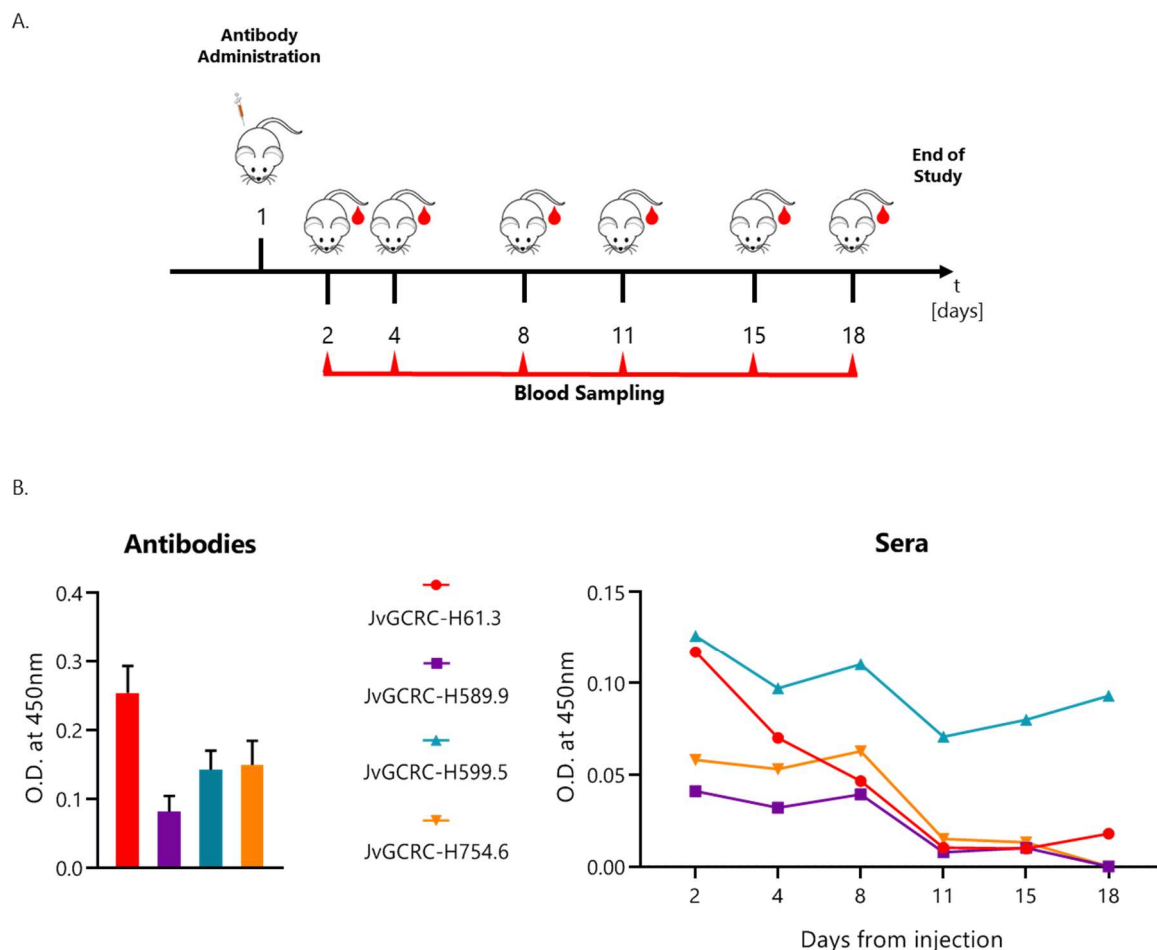 A.
Antibody
Administration
End of
Study
1
t
[days]
2 4 8 11 15 18
Blood Sampling
B.
Antibodies
O.D. at 450nm
0.4
0.3
0.2
0.1
0.0
JvGCRC-H61.3
JvGCRC-H589.9
JvGCRC-H599.5
JvGCRC-H754.6
Sera
O.D. at 450nm
0.15
0.10
0.05
0.00
2 4 8 11 15 18
Days from injection